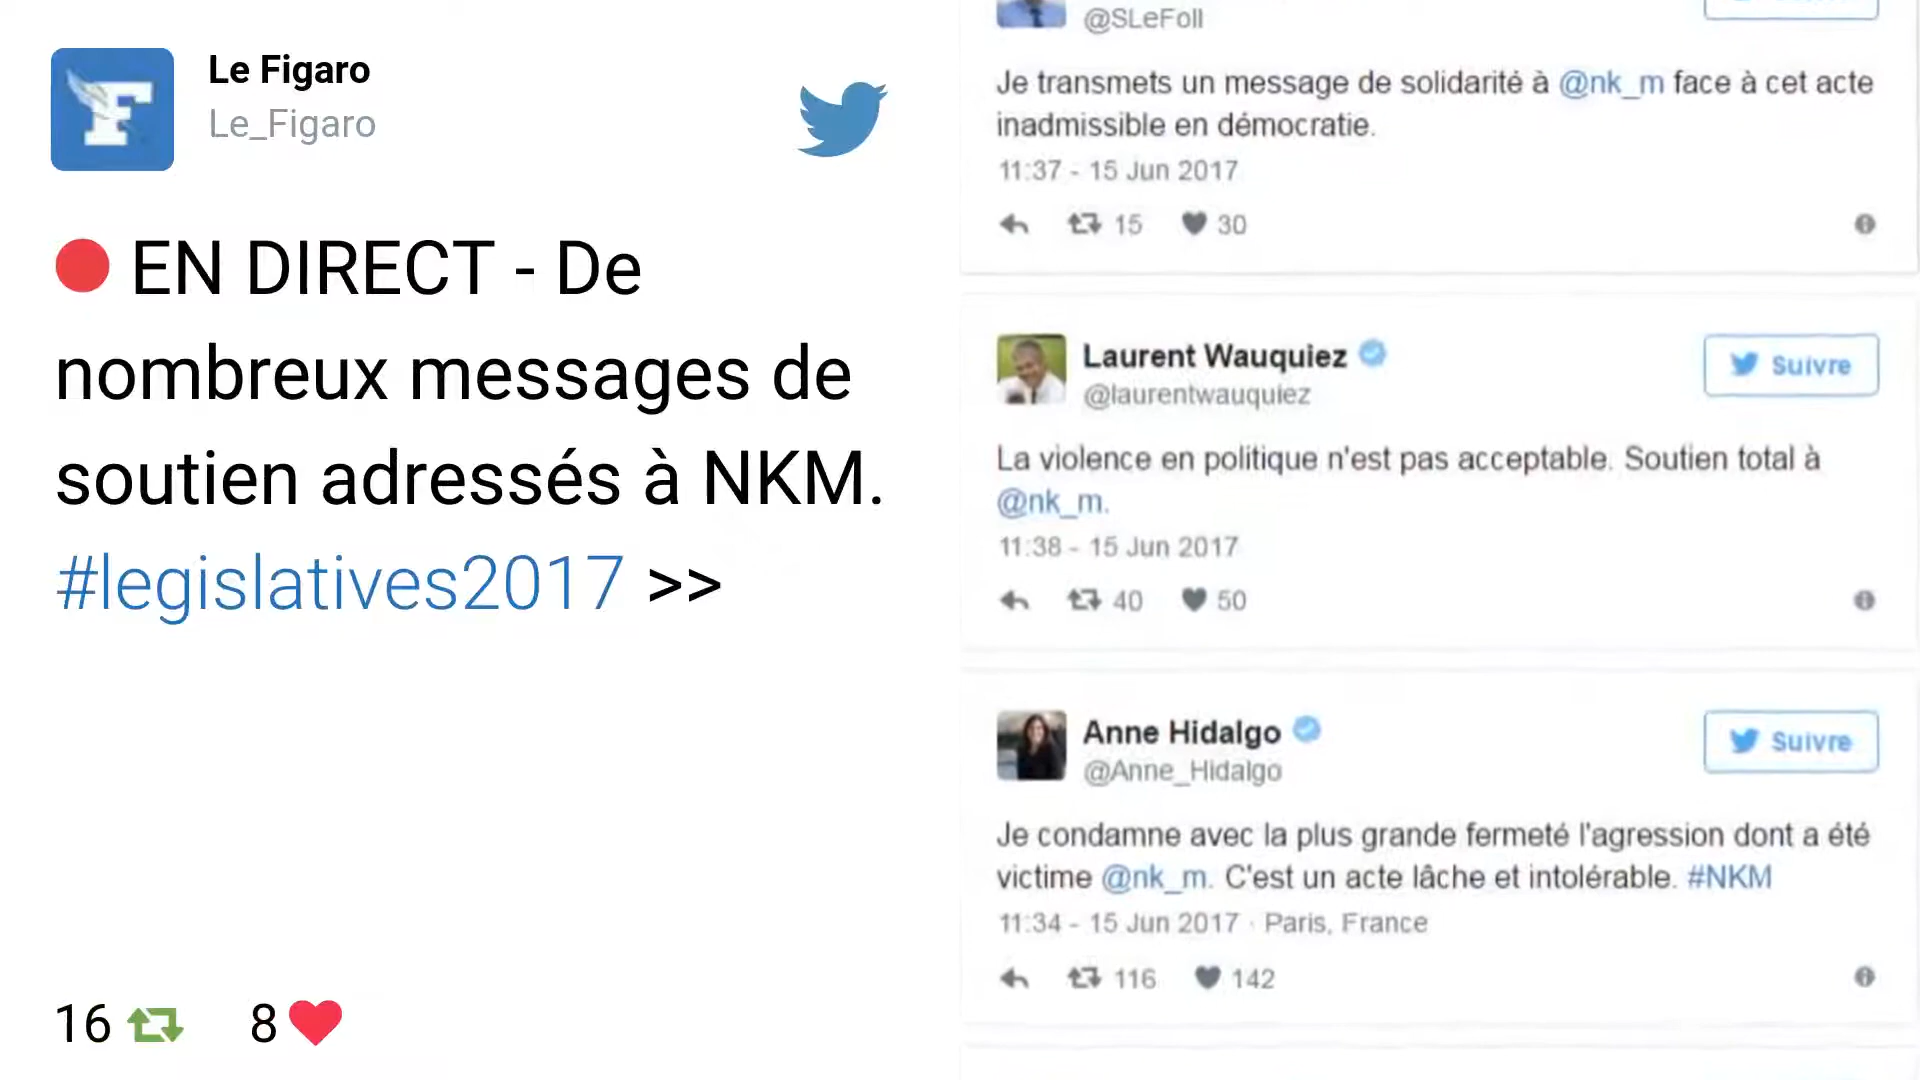 Le Figaro
Le_Figaro
EN DIRECT - De
nombreux messages de
soutien adressés à NKM.
#legislatives2017 >>
16
8
@SLeFoll
Je transmets un message de solidarité à @nk_m face à cet acte
inadmissible en démocratie.
11:37 - 15 Jun 2017
15 30
Laurent Wauquiez
Suivre
@laurentwauquiez
La violence en politique n'est pas acceptable. Soutien total à
@nk_m.
11:38 - 15 Jun 2017
40 50
Anne Hidalgo
Suivre
@Anne_Hidalgo
Je condamne avec la plus grande fermeté l'agression dont a été
victime @nk_m. C'est un acte lâche et intolérable. #NKM
11:34 - 15 Jun 2017 · Paris, France
116 142